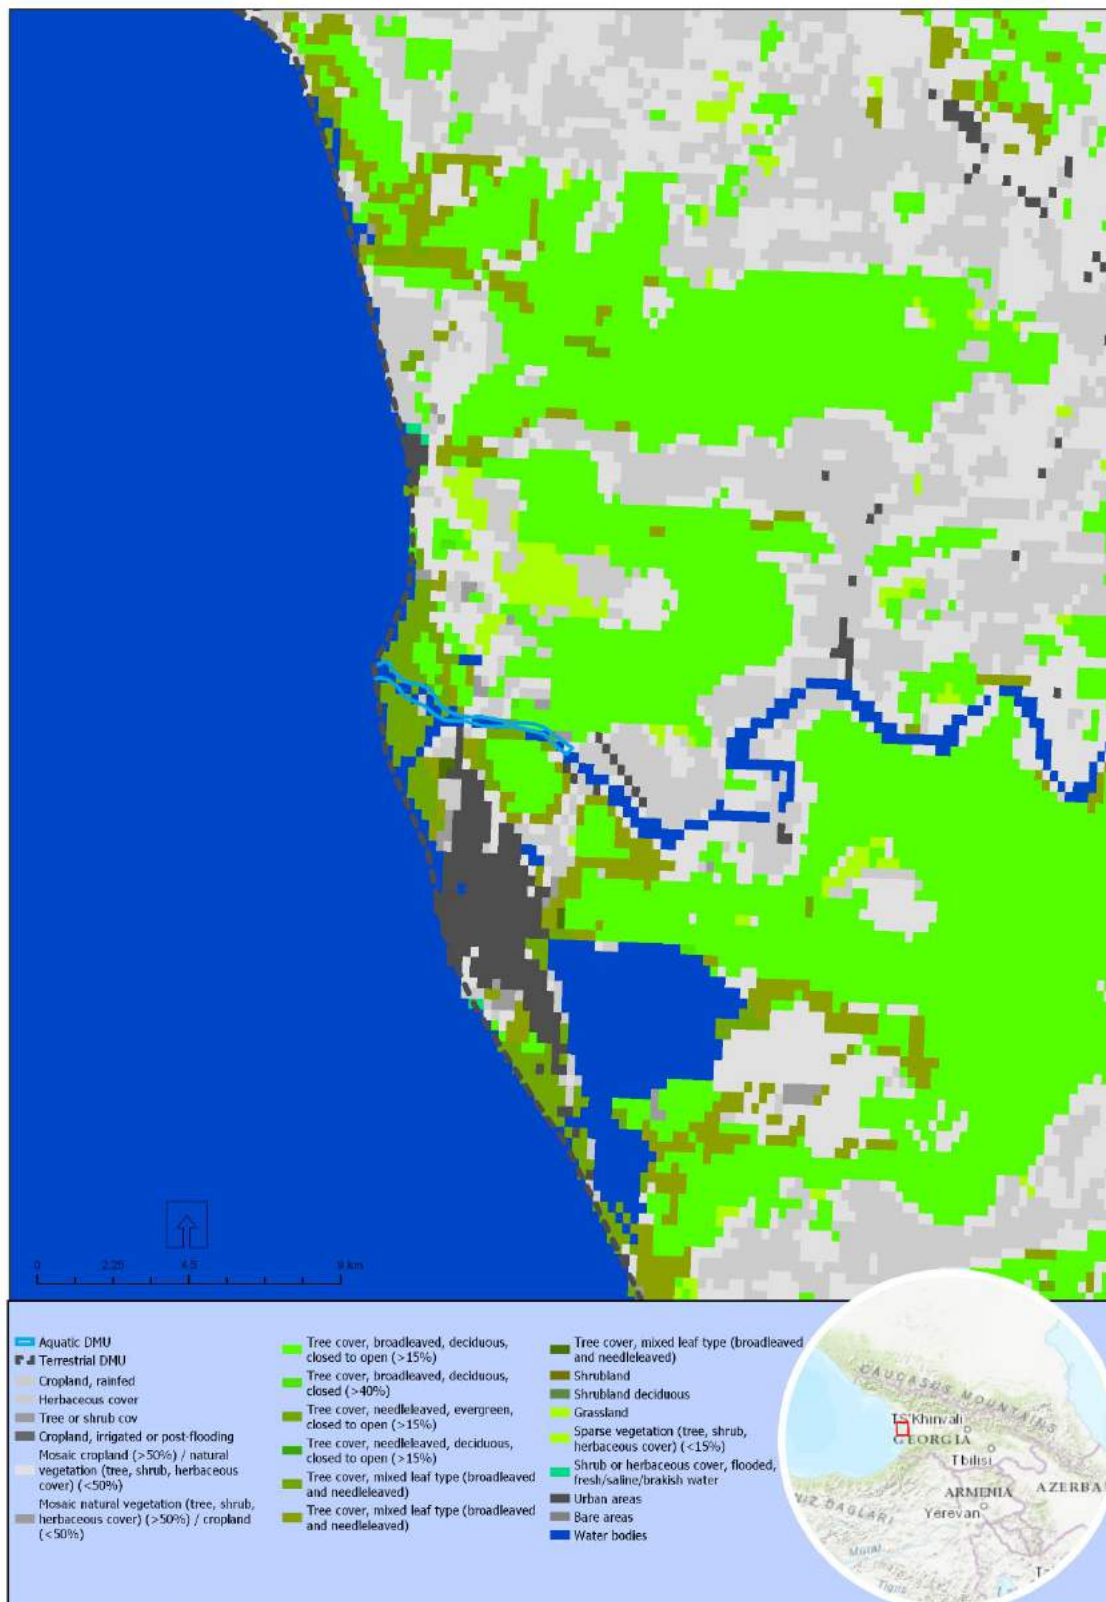 0 2.25 4.5 9 km
Aquatic DMU
Terrestrial DMU
Cropland, rainfed
Herbaceous cover
Tree or shrub cov
Cropland, irrigated or post-flooding
Mosaic cropland (>50%) / natural
vegetation (tree, shrub, herbaceous
cover) (<50%)
Mosaic natural vegetation (tree, shrub,
herbaceous cover) (>50%) / cropland
(<50%)
Tree cover, broadleaved, deciduous,
closed to open (>15%)
Tree cover, broadleaved, deciduous,
closed (>40%)
Tree cover, needleleaved, evergreen,
closed to open (>15%)
Tree cover, needleleaved, deciduous,
closed to open (>15%)
Tree cover, mixed leaf type (broadleaved
and needleleaved)
Tree cover, mixed leaf type (broadleaved
and needleleaved)
Tree cover, mixed leaf type (broadleaved
and needleleaved)
Shrubland
Shrubland deciduous
Grassland
Sparse vegetation (tree, shrub,
herbaceous cover) (<15%)
Shrub or herbaceous cover, flooded,
fresh/saline/brakish water
Urban areas
Bare areas
Water bodies
CAUCASUS MOUNTAINS
TS'Khinvali
GEORGIA
Tbilisi
ARMENIA
AZERBA
Yerevan
NIZ DAGLARI
Murat
Tigris